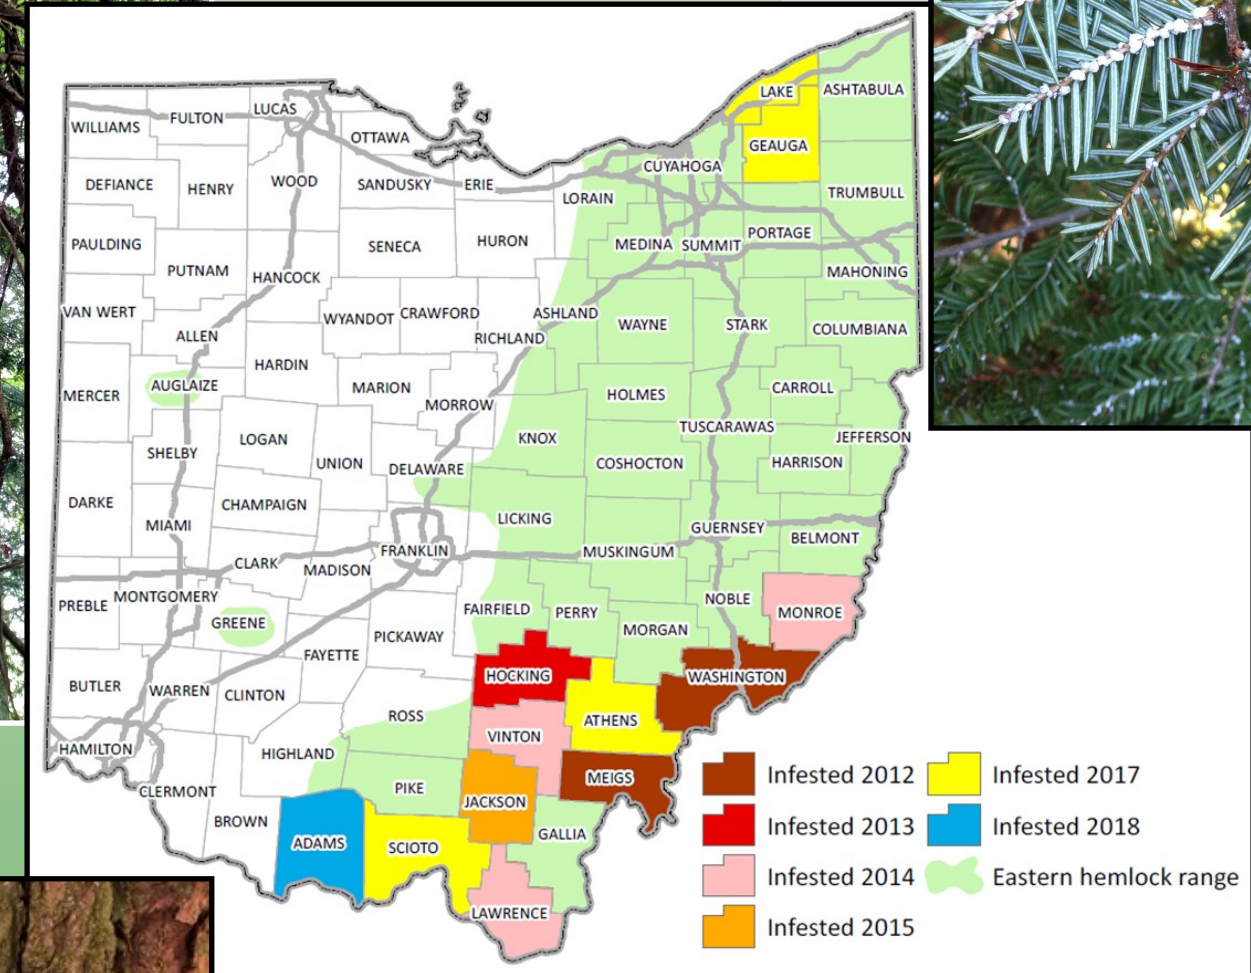 LAKE
ASHTABULA
WILLIAMS
FULTON
LUCAS
OTTAWA
GEAUGA
CUYAHOGA
DEFIANCE
HENRY
WOOD
SANDUSKY
ERIE
LORAIN
TRUMBULL
PAULDING
SENECA
HURON
MEDINA
SUMMIT
PORTAGE
PUTNAM
HANCOCK
MAHONING
VAN WERT
WYANDOT
CRAWFORD
ASHLAND
WAYNE
STARK
COLUMBIANA
ALLEN
RICHLAND
HARDIN
AUGLAIZE
MARION
HOLMES
CARROLL
MERCER
MORROW
TUSCARAWAS
LOGAN
KNOX
JEFFERSON
SHELBY
UNION
DELAWARE
COSHOCTON
HARRISON
DARKE
CHAMPAIGN
MIAMI
LICKING
GUERNSEY
BELMONT
CLARK
FRANKLIN
MUSKINGUM
MADISON
PREBLE
MONTGOMERY
GREENE
FAIRFIELD
PERRY
NOBLE
MONROE
PICKAWAY
MORGAN
FAYETTE
HOCKING
WASHINGTON
BUTLER
WARREN
CLINTON
ROSS
ATHENS
VINTON
HAMILTON
HIGHLAND
CLERMONT
PIKE
MEIGS
JACKSON
BROWN
ADAMS
SCIOTO
GALLIA
LAWRENCE
Infested 2012
Infested 2013
Infested 2014
Infested 2015
Infested 2017
Infested 2018
Eastern hemlock range